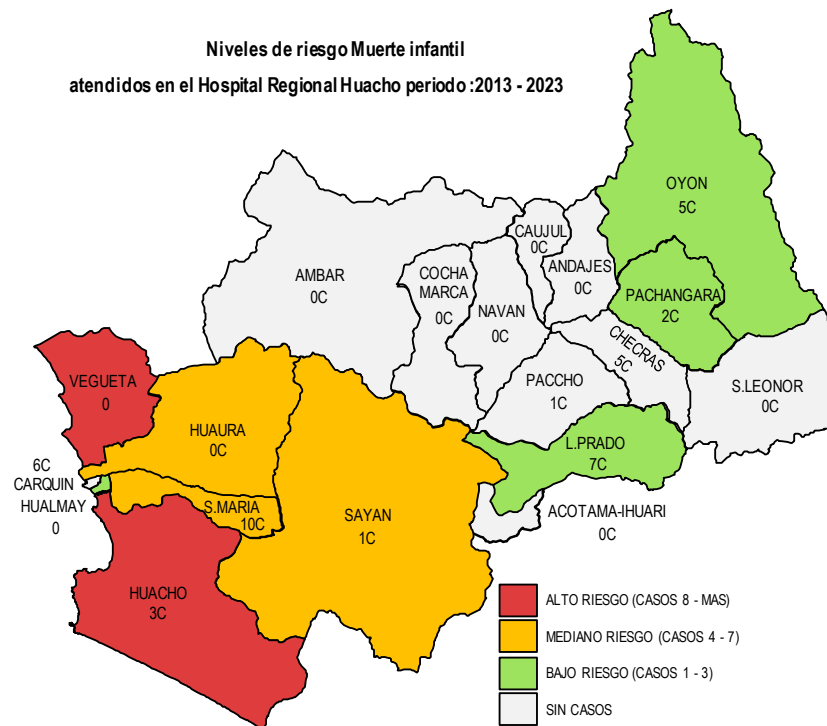 Niveles de riesgo Muerte infantil
atendidos en el Hospital Regional Huacho periodo :2013 - 2023
OYON
5C
CAUJUL
0C
ANDAJES
0C
AMBAR
0C
COCHA
MARCA
0C
NAVAN
0C
PACHANGARA
2C
CHECRAS
5C
VEGUETA
0
PACCHO
1C
S.LEONOR
0C
HUAURA
0C
L.PRADO
7C
6C
CARQUIN
HUALMAY
0
S.MARIA
10C
SAYAN
1C
ACOTAMA-IHUARI
0C
HUACHO
3C
ALTO RIESGO (CASOS 8 - MAS)
MEDIANO RIESGO (CASOS 4 - 7)
BAJO RIESGO (CASOS 1 - 3)
SIN CASOS